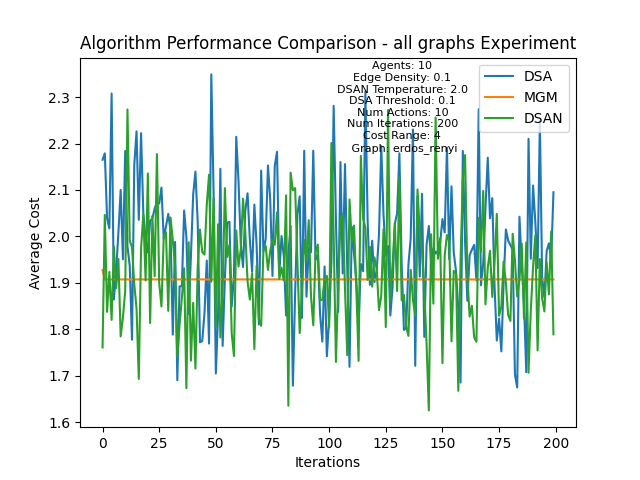 Algorithm Performance Comparison - all graphs Experiment
Agents: 10
Edge Density: 0.1
DSAN Temperature: 2.0
DSA Threshold: 0.1
Num Actions: 10
Num Iterations: 200
Cost Range: 4
Graph: erdos_renyi
DSA
MGM
DSAN
Average Cost
2.3
2.2
2.1
2.0
1.9
1.8
1.7
1.6
0 25 50 75 100 125 150 175 200
Iterations